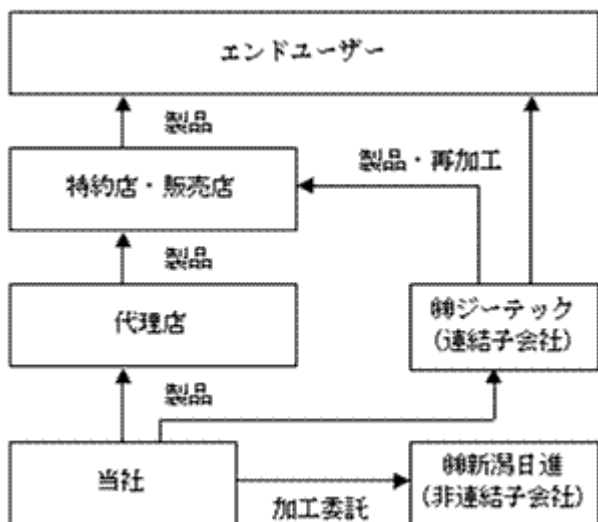 エンドユーザー
製品
製品・再加工
特約店・販売店
製品
代理店
㈱ジーテック
(連結子会社)
製品
当社
㈱新潟日進
(非連結子会社)
加工委託